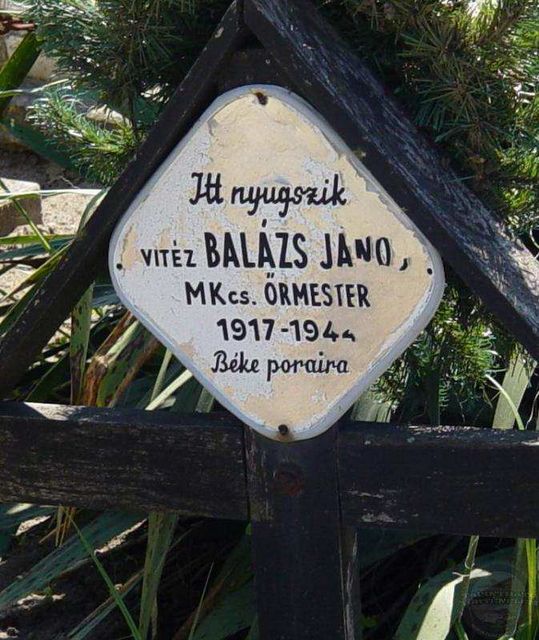 Itt nyugszik
VITÉZ BALÁZS JÁNO,
MKcs. ŐRMESTER
1917-1944
Béke poraira